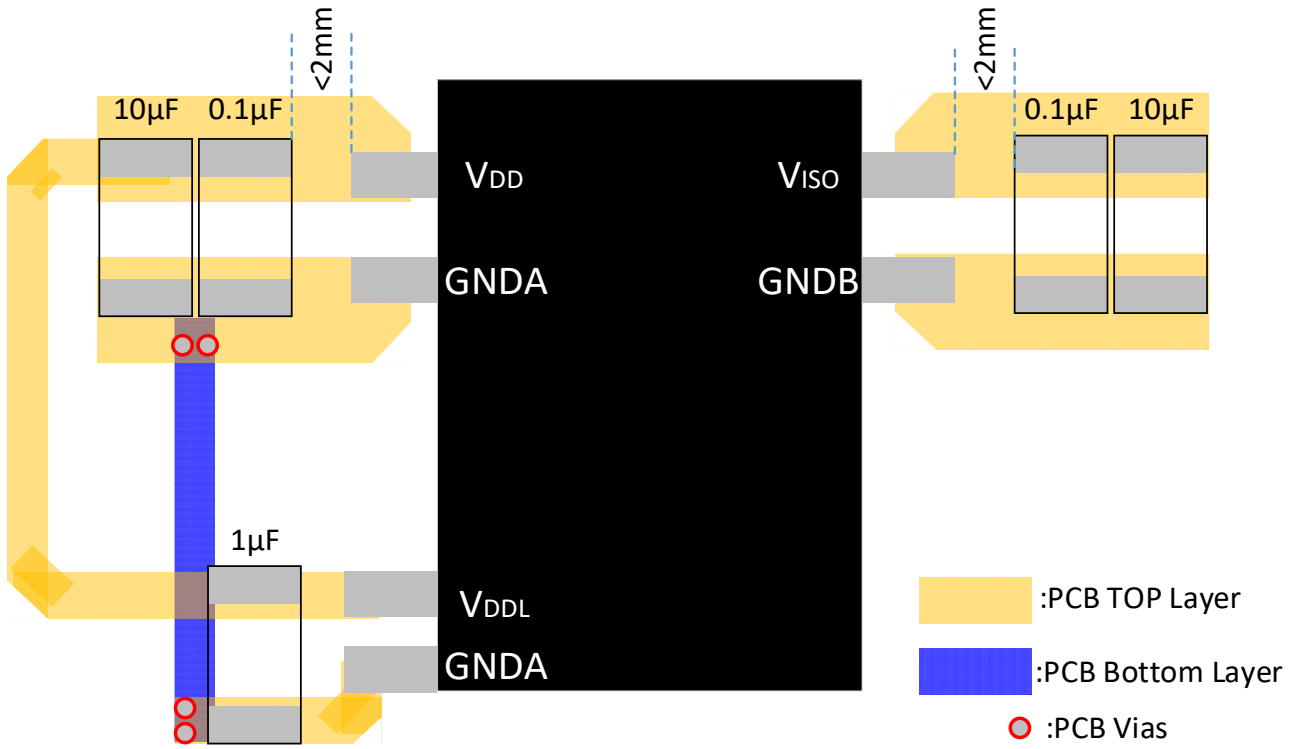 <2mm
<2mm
10µF
0.1µF
0.1µF
10µF
VDD
VISO
GNDA
GNDB
1µF
VDDL
GNDA
:PCB TOP Layer
:PCB Bottom Layer
:PCB Vias